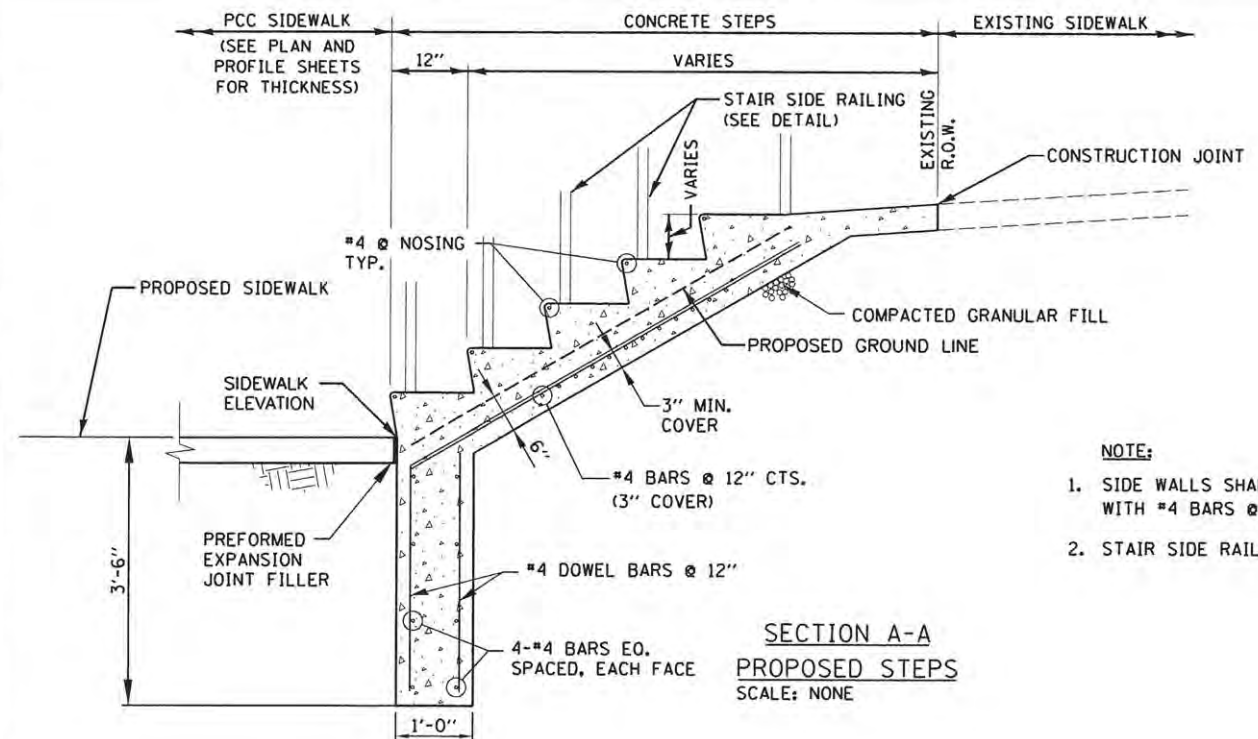 PCC SIDEWALK
(SEE PLAN AND
PROFILE SHEETS
FOR THICKNESS)
CONCRETE STEPS
EXISTING SIDEWALK
12"
VARIES
STAIR SIDE RAILING
(SEE DETAIL)
VARIES
EXISTING
R.O.W.
CONSTRUCTION JOINT
#4 @ NOSING
TYP.
PROPOSED SIDEWALK
COMPACTED GRANULAR FILL
PROPOSED GROUND LINE
SIDEWALK
ELEVATION
3" MIN.
COVER
6"
#4 BARS @ 12" CTS.
(3" COVER)
NOTE:
1. SIDE WALLS SHA
WITH #4 BARS @
2. STAIR SIDE RAIL
PREFORMED
EXPANSION
JOINT FILLER
3'-6"
#4 DOWEL BARS @ 12"
4-#4 BARS EQ.
SPACED, EACH FACE
1'-0"
SECTION A-A
PROPOSED STEPS
SCALE: NONE